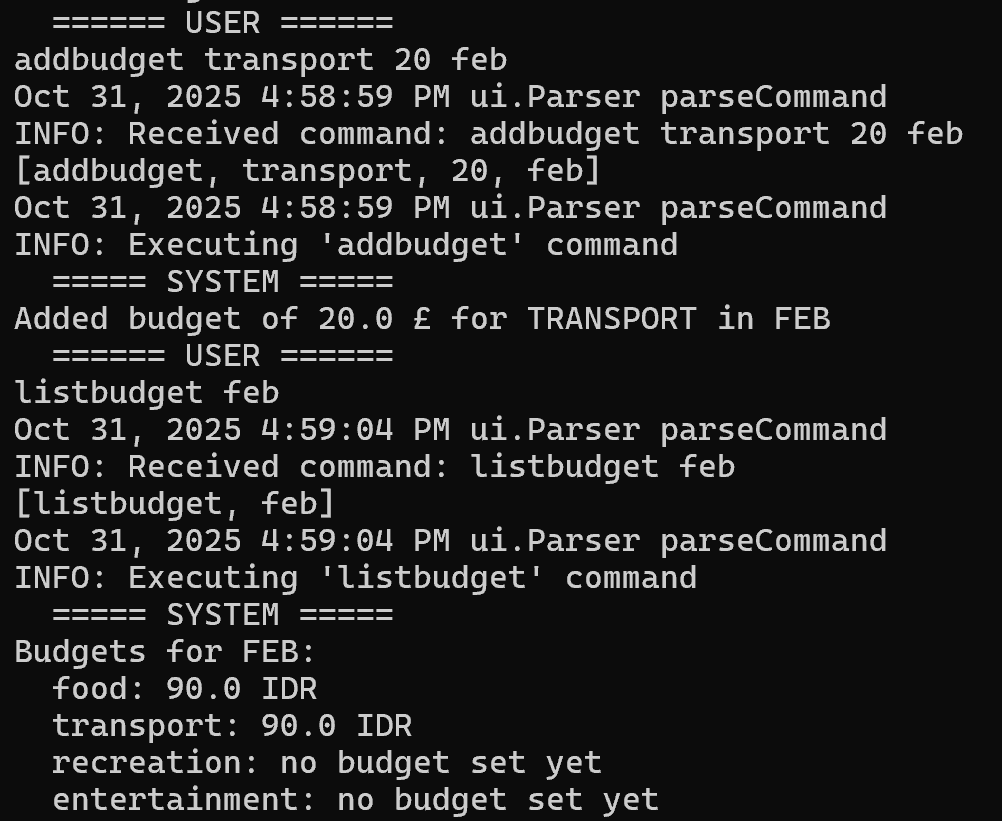 ====== USER ======
addbudget transport 20 feb
Oct 31, 2025 4:58:59 PM ui.Parser parseCommand
INFO: Received command: addbudget transport 20 feb
[addbudget, transport, 20, feb]
Oct 31, 2025 4:58:59 PM ui.Parser parseCommand
INFO: Executing 'addbudget' command
===== SYSTEM =====
Added budget of 20.0 £ for TRANSPORT in FEB
====== USER ======
listbudget feb
Oct 31, 2025 4:59:04 PM ui.Parser parseCommand
INFO: Received command: listbudget feb
[listbudget, feb]
Oct 31, 2025 4:59:04 PM ui.Parser parseCommand
INFO: Executing 'listbudget' command
===== SYSTEM =====
Budgets for FEB:
food: 90.0 IDR
transport: 90.0 IDR
recreation: no budget set yet
entertainment: no budget set yet